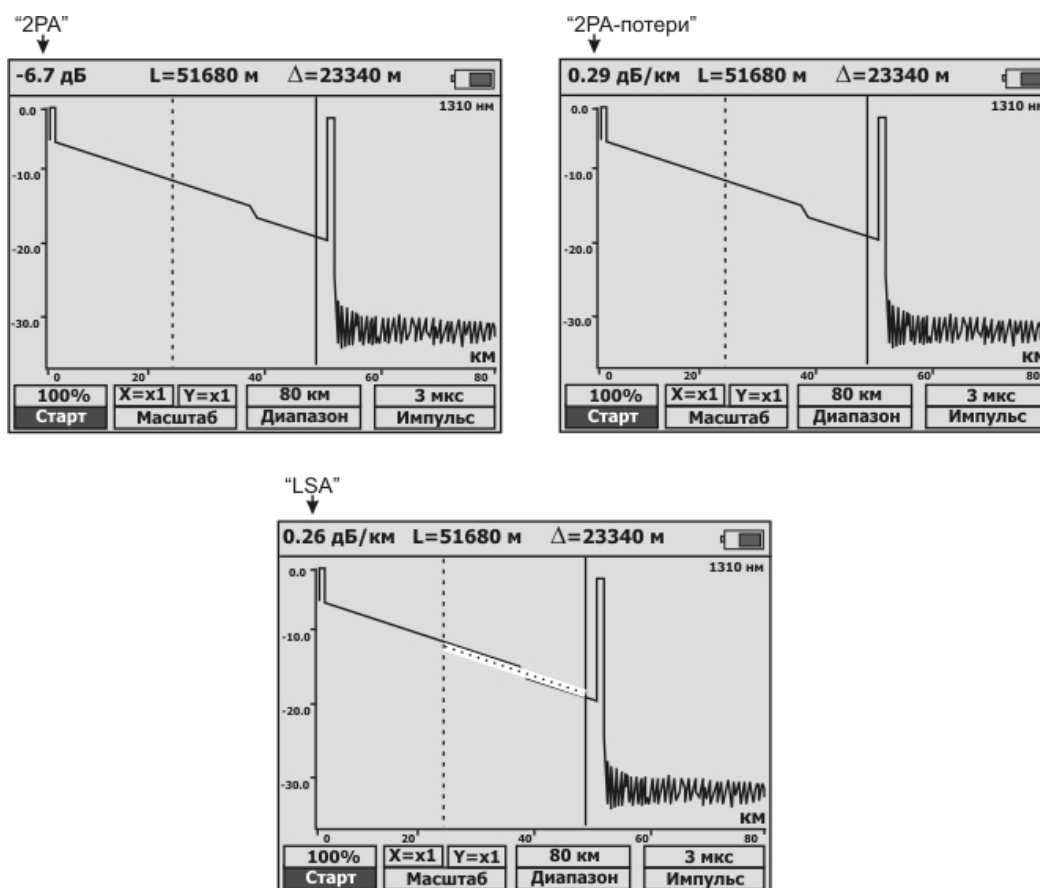 “2PA”
-6.7 дБ L=51680 м Δ=23340 м
1310 нм
0.0
-10.0
-20.0
-30.0
км
0 20 40 60 80
100% X=x1 Y=x1 80 км 3 мкс
Старт Масштаб Диапазон Импульс
“2PA-потери”
0.29 дБ/км L=51680 м Δ=23340 м
1310 нм
0.0
-10.0
-20.0
-30.0
км
0 20 40 60 80
100% X=x1 Y=x1 80 км 3 мкс
Старт Масштаб Диапазон Импульс
“LSA”
0.26 дБ/км L=51680 м Δ=23340 м
1310 нм
0.0
-10.0
-20.0
-30.0
км
0 20 40 60 80
100% X=x1 Y=x1 80 км 3 мкс
Старт Масштаб Диапазон Импульс